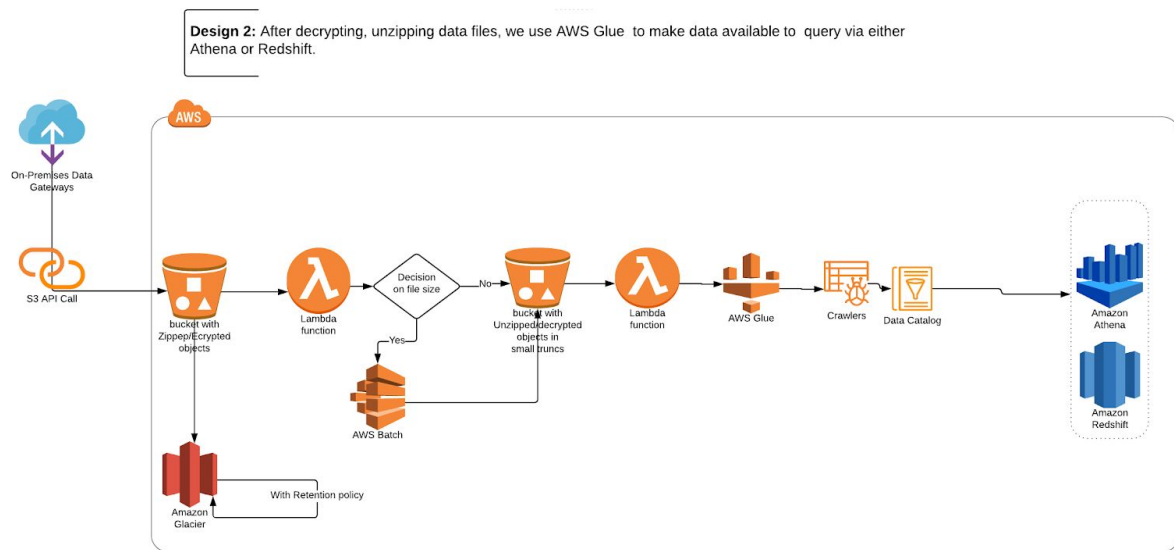 Design 2: After decrypting, unzipping data files, we use AWS Glue  to make data available to  query via either
Athena or Redshift.
AWS
On-Premises Data
Gateways
S3 API Call
bucket with
Zippep/Ecrypted
objects
Lambda
function
Decision
on file size
No
Yes
AWS Batch
bucket with
Unzipped/decrypted
objects in
small truncs
Lambda
function
AWS Glue
Crawlers
Data Catalog
Amazon
Athena
Amazon
Redshift
Amazon
Glacier
With Retention policy